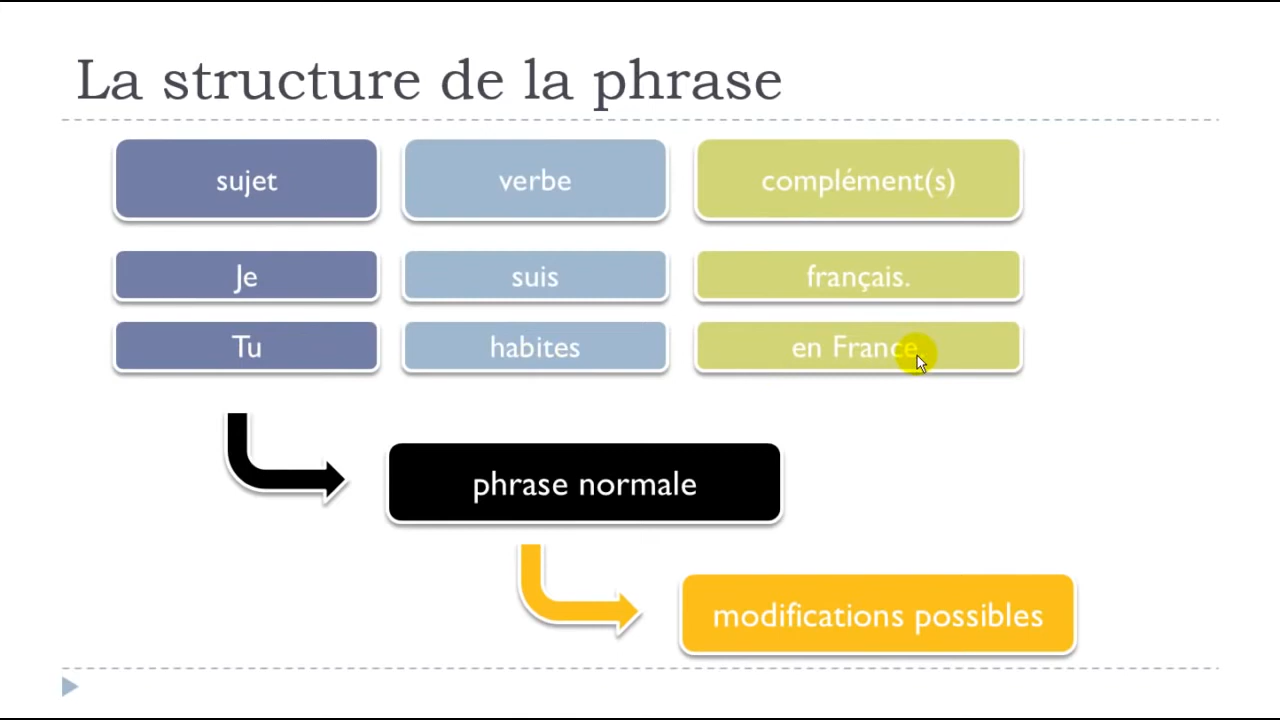 La structure de la phrase
sujet verbe complément(s)
Je suis français.
Tu habites en France
phrase normale
modifications possibles